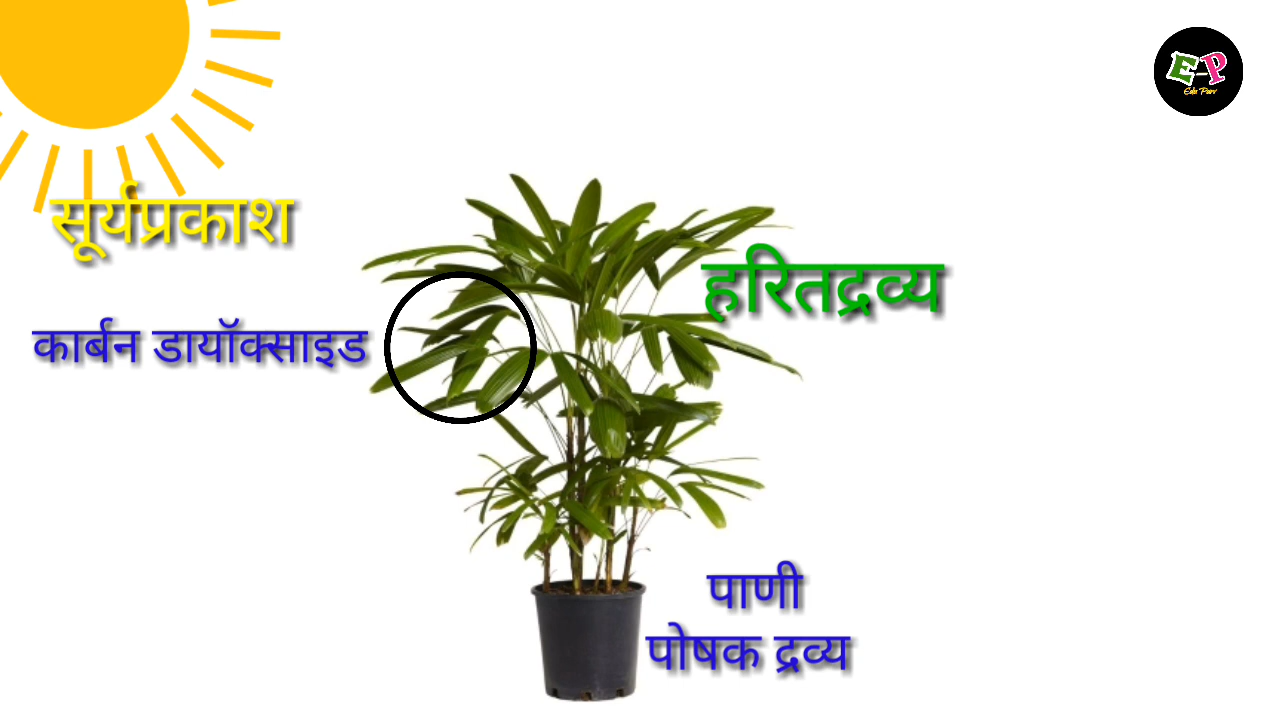 E-P
सूर्यप्रकाश
हरितद्रव्य
कार्बन डायॉक्साइड
पाणी
पोषक द्रव्य